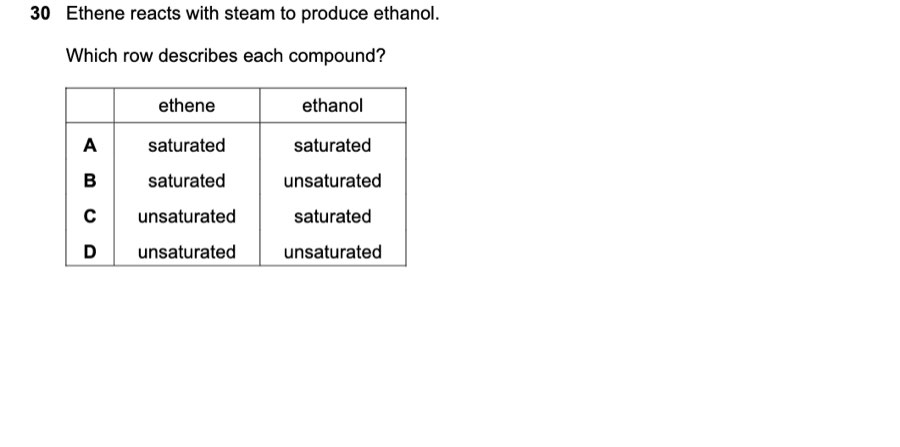 30 Ethene reacts with steam to produce ethanol.
Which row describes each compound?
ethene ethanol
A saturated saturated
B saturated unsaturated
C unsaturated saturated
D unsaturated unsaturated